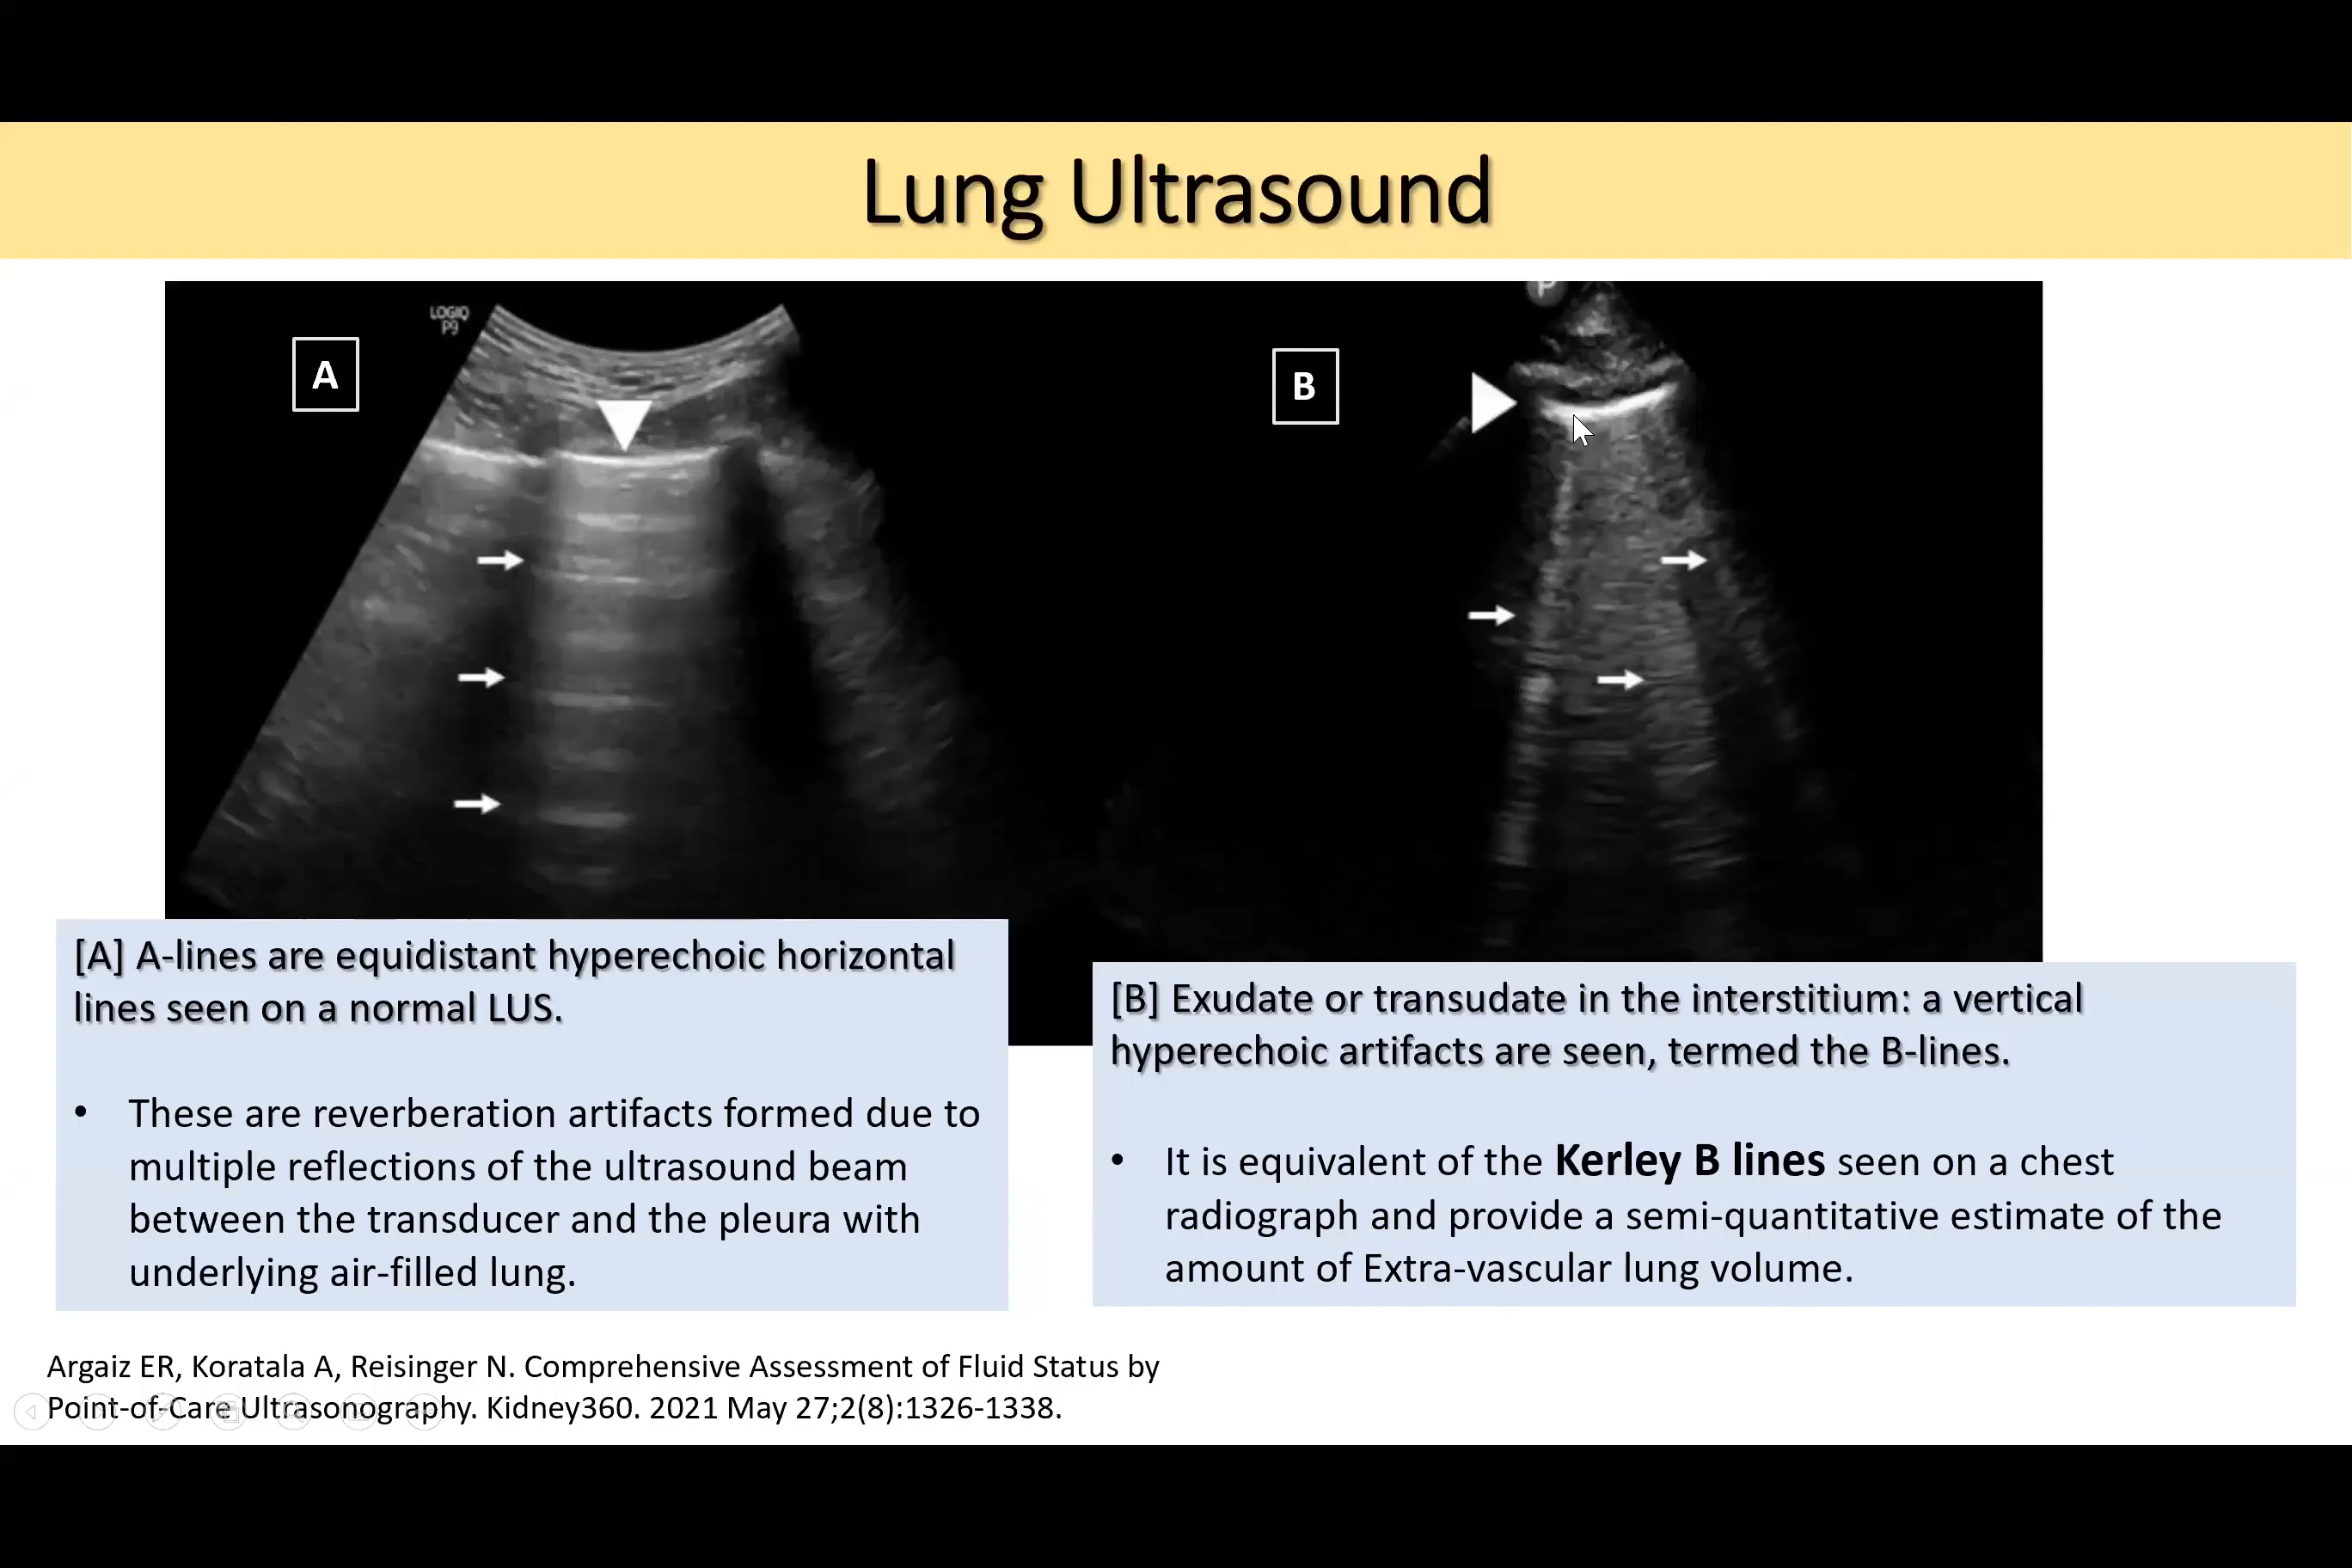 Lung Ultrasound
LOGIQ
P9
A
P
B
[A] A-lines are equidistant hyperechoic horizontal
lines seen on a normal LUS.
• These are reverberation artifacts formed due to
multiple reflections of the ultrasound beam
between the transducer and the pleura with
underlying air-filled lung.
[B] Exudate or transudate in the interstitium: a vertical
hyperechoic artifacts are seen, termed the B-lines.
• It is equivalent of the Kerley B lines seen on a chest
radiograph and provide a semi-quantitative estimate of the
amount of Extra-vascular lung volume.
Argaiz ER, Koratala A, Reisinger N. Comprehensive Assessment of Fluid Status by
Point-of-Care Ultrasonography. Kidney360. 2021 May 27;2(8):1326-1338.